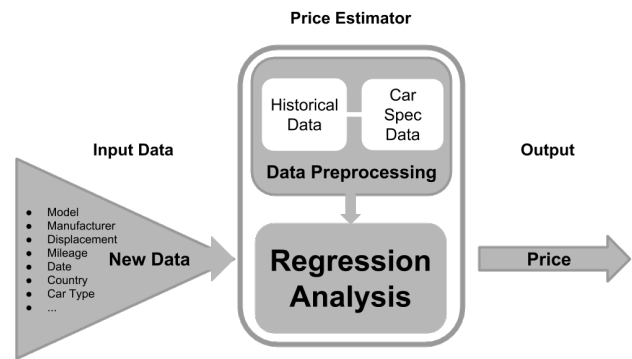 Price Estimator
Historical
Data
Car
Spec
Data
Data Preprocessing
Input Data
Output
● Model
● Manufacturer
● Displacement
● Mileage
● Date
● Country
● Car Type
● ...
New Data
Regression
Analysis
Price